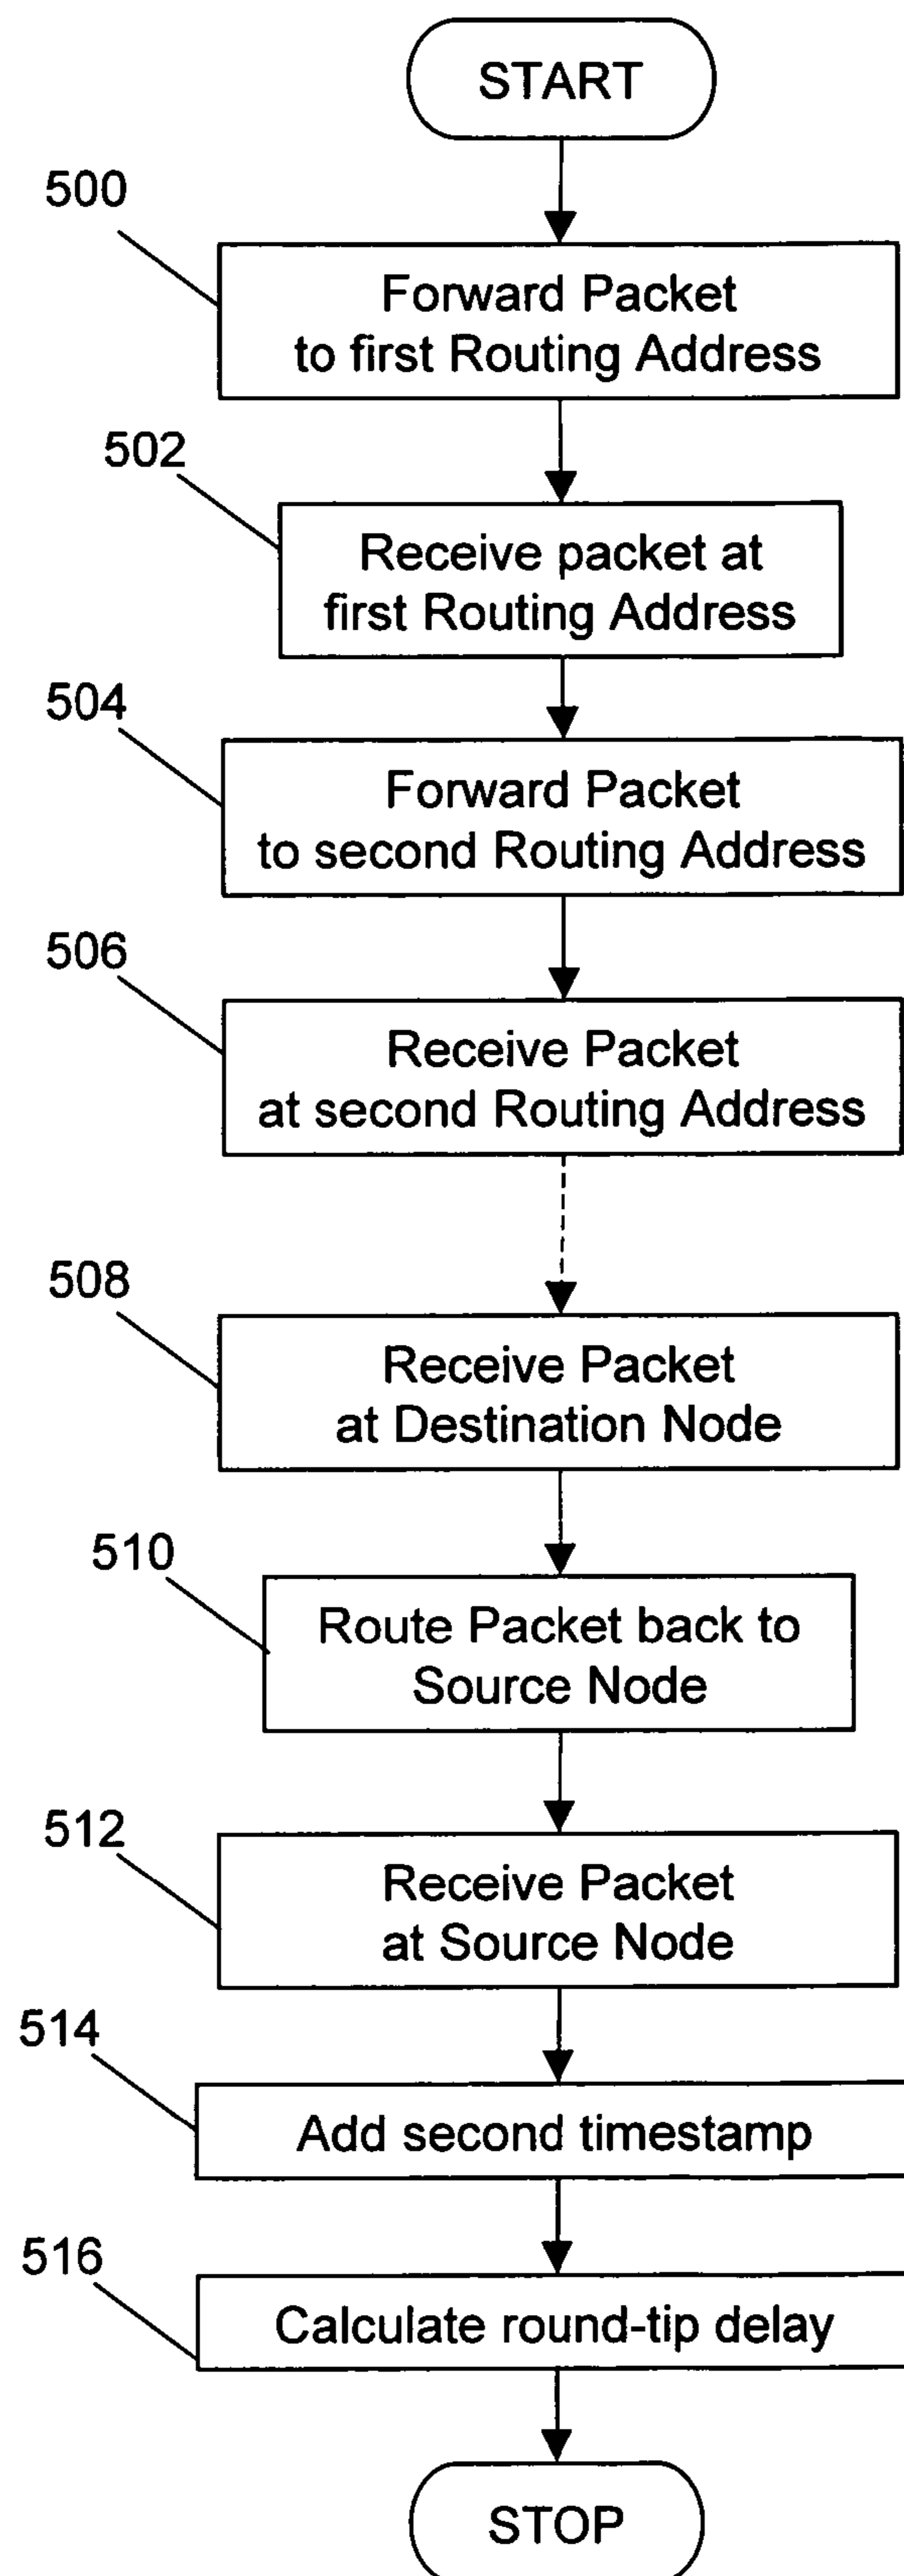 START
500
Forward Packet
to first Routing Address
502
Receive packet at
first Routing Address
504
Forward Packet
to second Routing Address
506
Receive Packet
at second Routing Address
508
Receive Packet
at Destination Node
510
Route Packet back to
Source Node
512
Receive Packet
at Source Node
514
Add second timestamp
516
Calculate round-tip delay
STOP